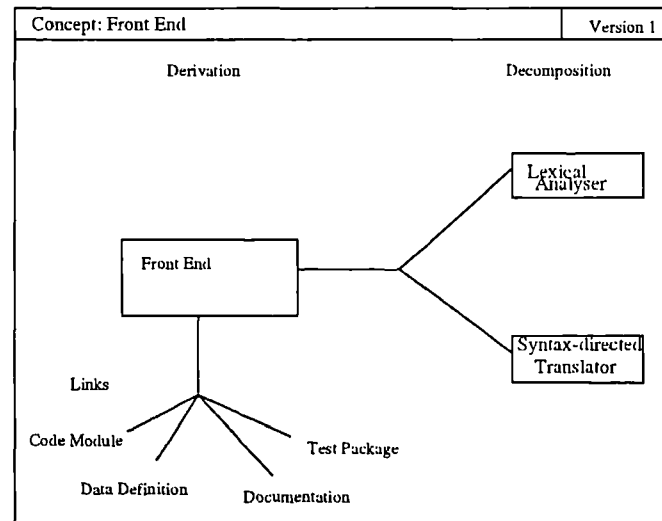 Concept: Front End
Version 1
Derivation
Decomposition
Lexical
Analyser
Front End
Syntax-directed
Translator
Links
Code Module
Test Package
Data Definition
Documentation